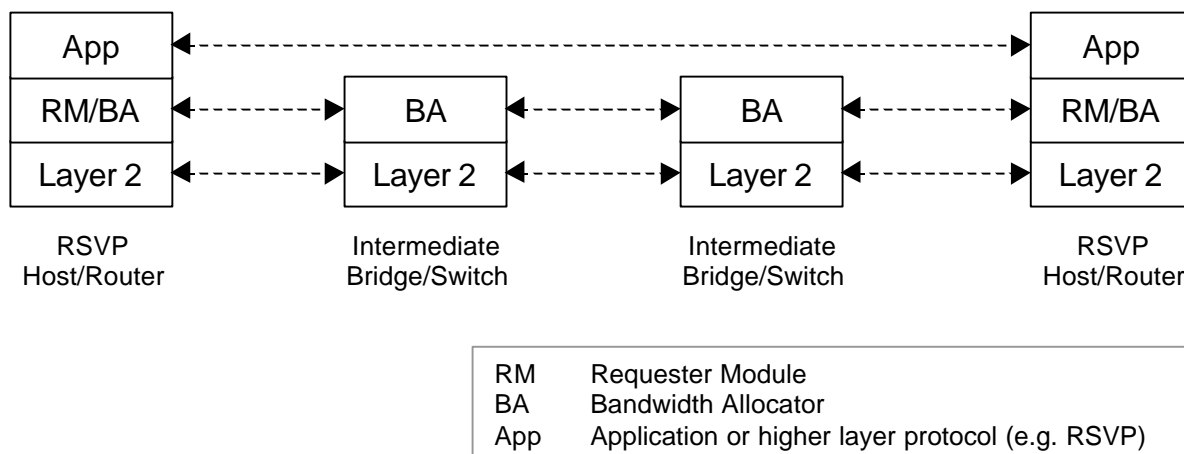 App App
RM/BA BA BA RM/BA
Layer 2 Layer 2 Layer 2 Layer 2
RSVP Intermediate Intermediate RSVP
Host/Router Bridge/Switch Bridge/Switch Host/Router
RM Requester Module
BA Bandwidth Allocator
App Application or higher layer protocol (e.g. RSVP)